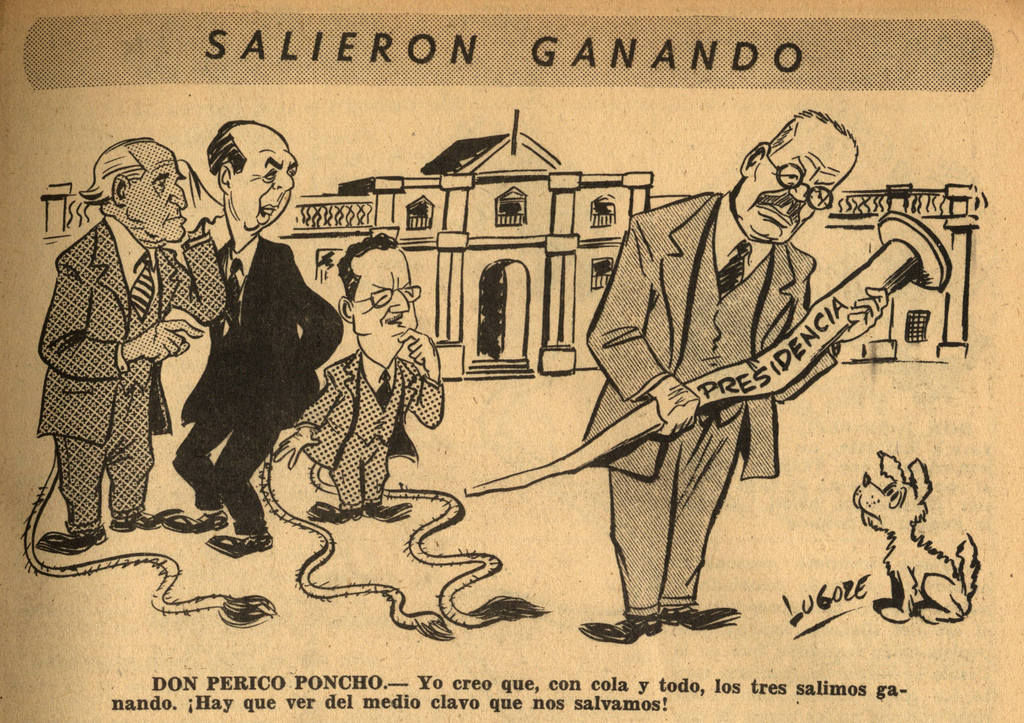 SALIERON GANANDO
PRESIDENCIA
LUGOZE
DON PERICO PONCHO.— Yo creo que, con cola y todo, los tres salimos ga-
nando. ¡Hay que ver del medio clavo que nos salvamos!